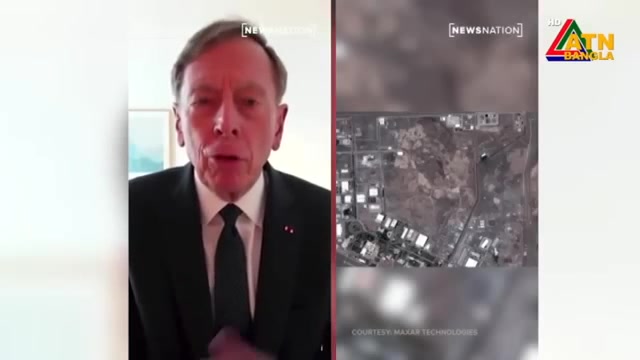 NEWSNATION
NEWSNATION
HD
ATN
BANGLA
COURTESY: MAXAR TECHNOLOGIES